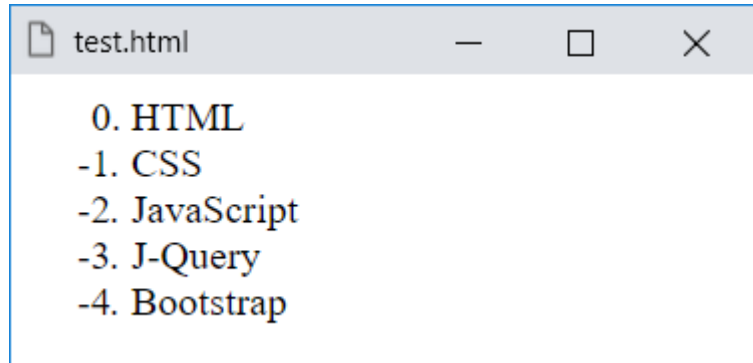 test.html
0. HTML
-1. CSS
-2. JavaScript
-3. J-Query
-4. Bootstrap